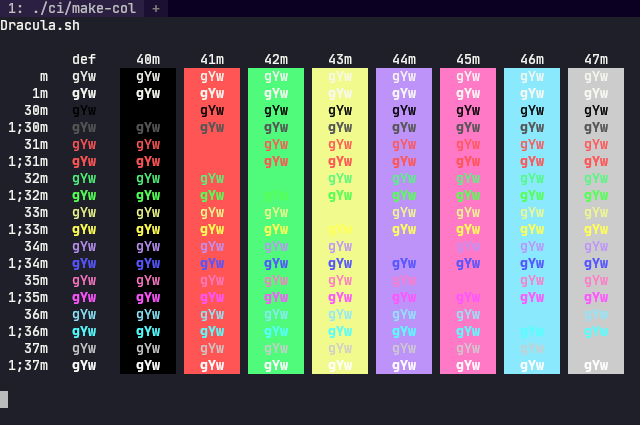 1: ./ci/make-col +
Dracula.sh
def 40m 41m 42m 43m 44m 45m 46m 47m
m gYw gYw gYw gYw gYw gYw gYw gYw gYw
1m gYw gYw gYw gYw gYw gYw gYw gYw gYw
30m gYw gYw gYw gYw gYw gYw gYw gYw
1;30m gYw gYw gYw gYw gYw gYw gYw gYw gYw
31m gYw gYw gYw gYw gYw gYw gYw gYw
1;31m gYw gYw gYw gYw gYw gYw gYw gYw
32m gYw gYw gYw gYw gYw gYw gYw gYw
1;32m gYw gYw gYw gYw gYw gYw gYw gYw gYw
33m gYw gYw gYw gYw gYw gYw gYw gYw
1;33m gYw gYw gYw gYw gYw gYw gYw gYw gYw
34m gYw gYw gYw gYw gYw gYw gYw gYw
1;34m gYw gYw gYw gYw gYw gYw gYw gYw gYw
35m gYw gYw gYw gYw gYw gYw gYw gYw
1;35m gYw gYw gYw gYw gYw gYw gYw gYw gYw
36m gYw gYw gYw gYw gYw gYw gYw gYw
1;36m gYw gYw gYw gYw gYw gYw gYw gYw gYw
37m gYw gYw gYw gYw gYw gYw gYw gYw
1;37m gYw gYw gYw gYw gYw gYw gYw gYw gYw